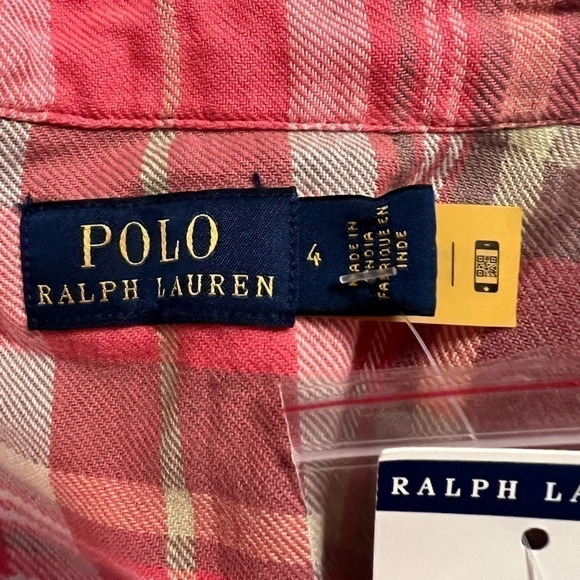 POLO
RALPH LAUREN
4
MADE IN
INDIA
FABRIQUE EN
INDE
RALPH LA